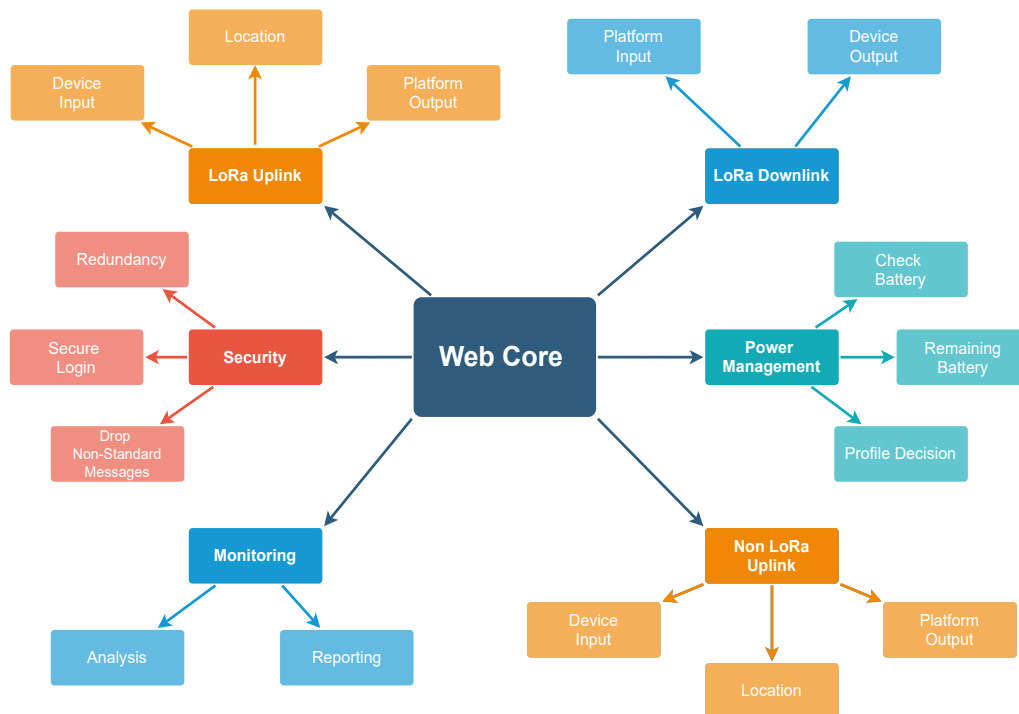 Location
Device
Input
Platform
Output
LoRa Uplink
Platform
Input
Device
Output
LoRa Downlink
Redundancy
Secure
Login
Security
Drop
Non-Standard
Messages
Web Core
Check
Battery
Power
Management
Remaining
Battery
Profile Decision
Monitoring
Analysis
Reporting
Non LoRa
Uplink
Device
Input
Location
Platform
Output